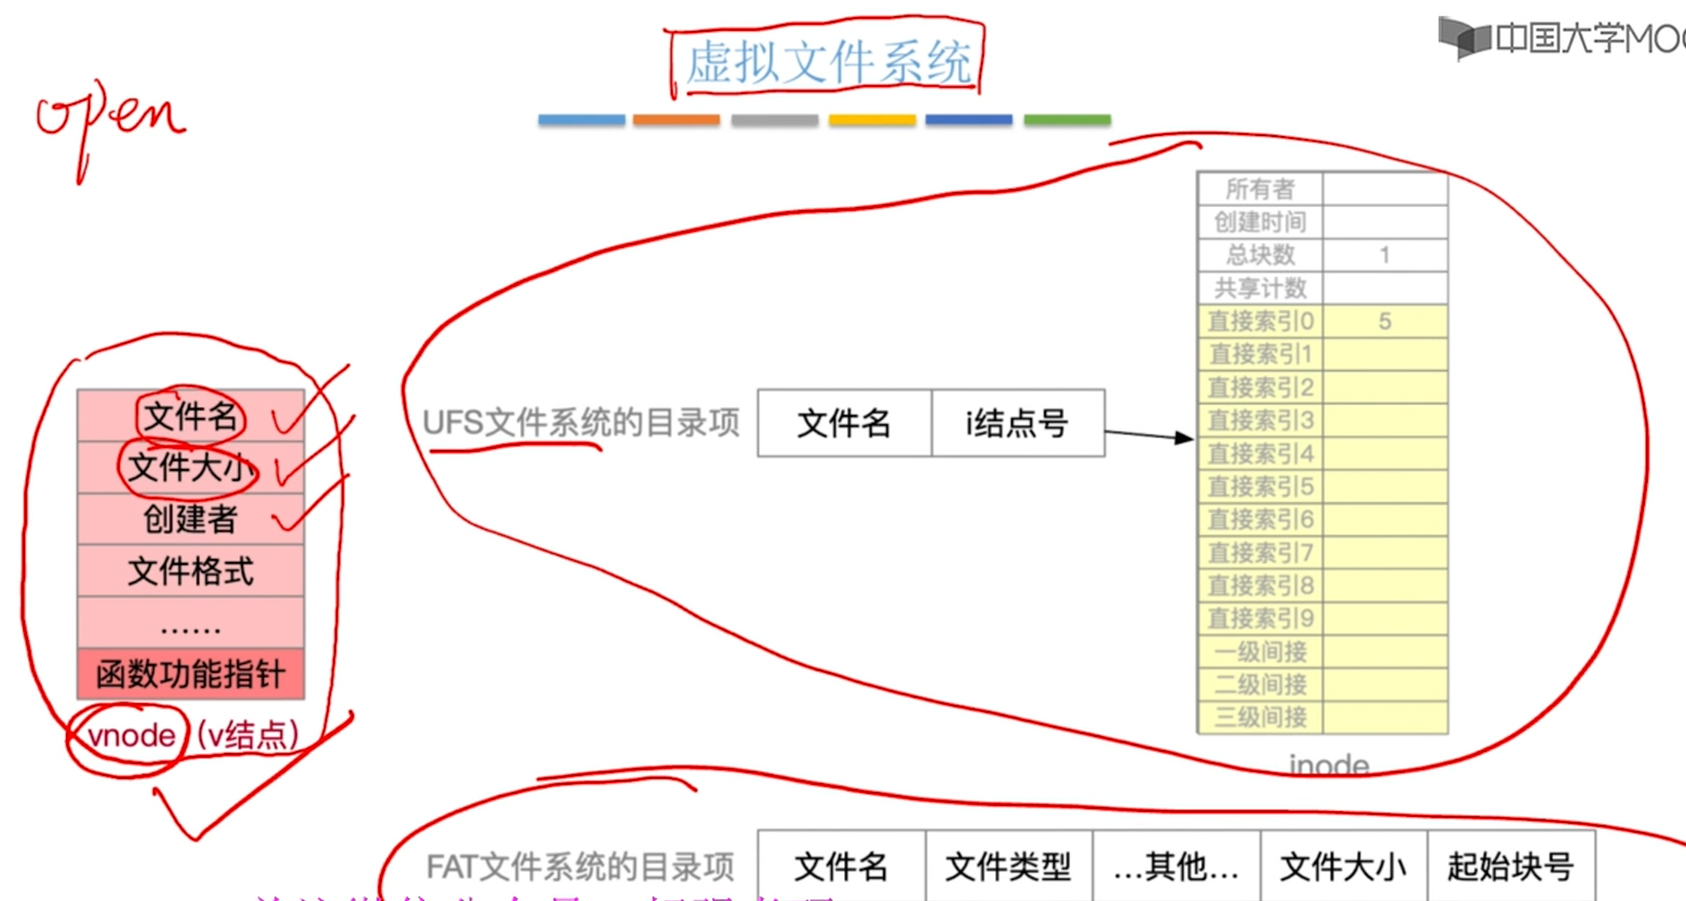 虚拟文件系统
中国大学MOO
open
所有者
创建时间
总块数 1
共享计数
直接索引0 5
直接索引1
直接索引2
直接索引3
直接索引4
直接索引5
直接索引6
直接索引7
直接索引8
直接索引9
一级间接
二级间接
三级间接
inode
文件名
文件大小
创建者
文件格式
……
函数功能指针
vnode（v结点）
UFS文件系统的目录项 文件名 i结点号
FAT文件系统的目录项 文件名 文件类型 …其他… 文件大小 起始块号